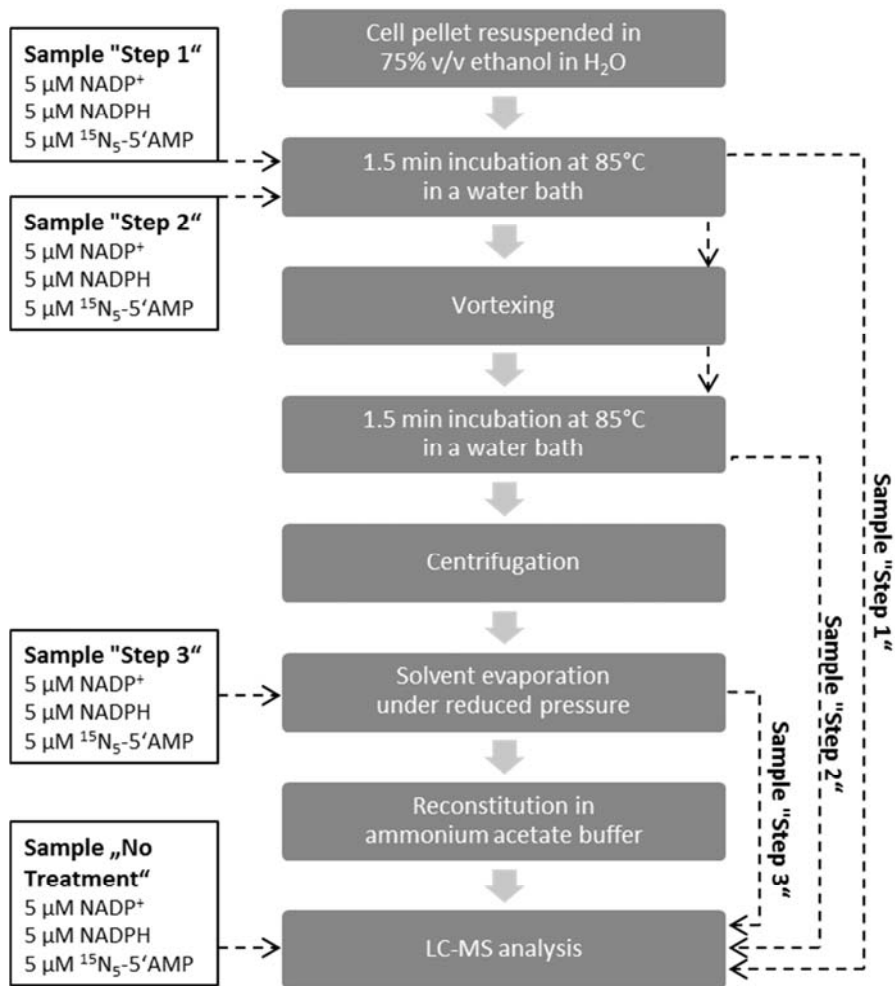 Sample "Step 1“
5 µM NADP⁺
5 µM NADPH
5 µM ¹⁵N₅-5‘AMP
Sample "Step 2“
5 µM NADP⁺
5 µM NADPH
5 µM ¹⁵N₅-5‘AMP
Cell pellet resuspended in
75% v/v ethanol in H₂O
1.5 min incubation at 85°C
in a water bath
Vortexing
1.5 min incubation at 85°C
in a water bath
Centrifugation
Sample "Step 3“
5 µM NADP⁺
5 µM NADPH
5 µM ¹⁵N₅-5‘AMP
Solvent evaporation
under reduced pressure
Reconstitution in
ammonium acetate buffer
Sample „No
Treatment“
5 µM NADP⁺
5 µM NADPH
5 µM ¹⁵N₅-5‘AMP
LC-MS analysis
Sample "Step 3“
Sample "Step 2“
Sample "Step 1“